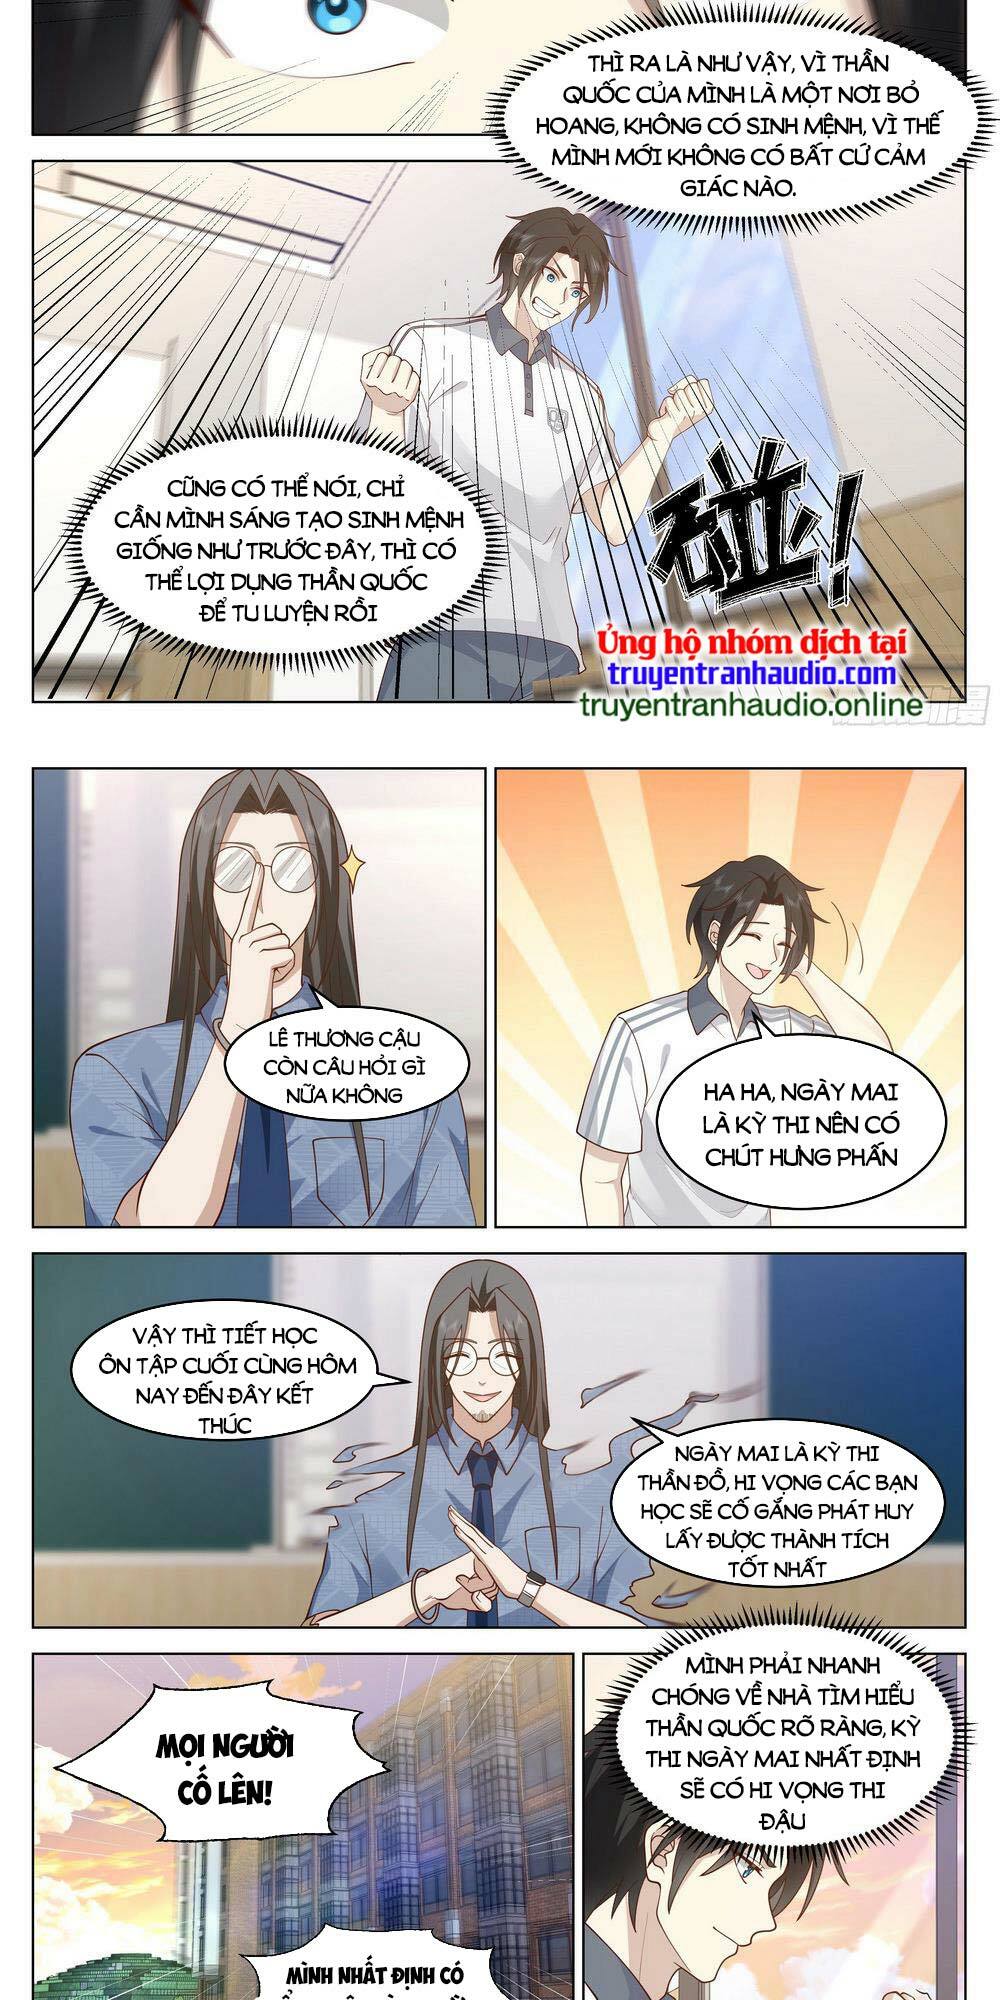 THÌ RA LÀ NHƯ VẬY, VÌ THẦN
QUỐC CỦA MÌNH LÀ MỘT NƠI BỎ
HOANG, KHÔNG CÓ SINH MỆNH, VÌ THẾ
MÌNH MỚI KHÔNG CÓ BẤT CỨ CẢM
GIÁC NÀO.
CŨNG CÓ THỂ NÓI, CHỈ
CẦN MÌNH SÁNG TẠO SINH MỆNH
GIỐNG NHƯ TRƯỚC ĐÂY, THÌ CÓ
THỂ LỢI DỤNG THẦN QUỐC
ĐỂ TU LUYỆN RỒI
碰!
Ủng hộ nhóm dịch tại
truyentranhaudio.com
truyentranhaudio.online
LÊ THƯƠNG CẬU
CÒN CÂU HỎI GÌ
NỮA KHÔNG
HA HA, NGÀY MAI
LÀ KỲ THI NÊN CÓ
CHÚT HƯNG PHẤN
VẬY THÌ TIẾT HỌC
ÔN TẬP CUỐI CÙNG HÔM
NAY ĐẾN ĐÂY KẾT
THÚC
NGÀY MAI LÀ KỲ THI
THẦN ĐỒ, HI VỌNG CÁC BẠN
HỌC SẼ CỐ GẮNG PHÁT HUY
LẤY ĐƯỢC THÀNH TÍCH
TỐT NHẤT
MỌI NGƯỜI
CỐ LÊN!
MÌNH PHẢI NHANH
CHÓNG VỀ NHÀ TÌM HIỂU
THẦN QUỐC RÕ RÀNG, KỲ
THI NGÀY MAI NHẤT ĐỊNH
SẼ CÓ HI VỌNG THI
ĐẬU
MÌNH NHẤT ĐỊNH CÓ